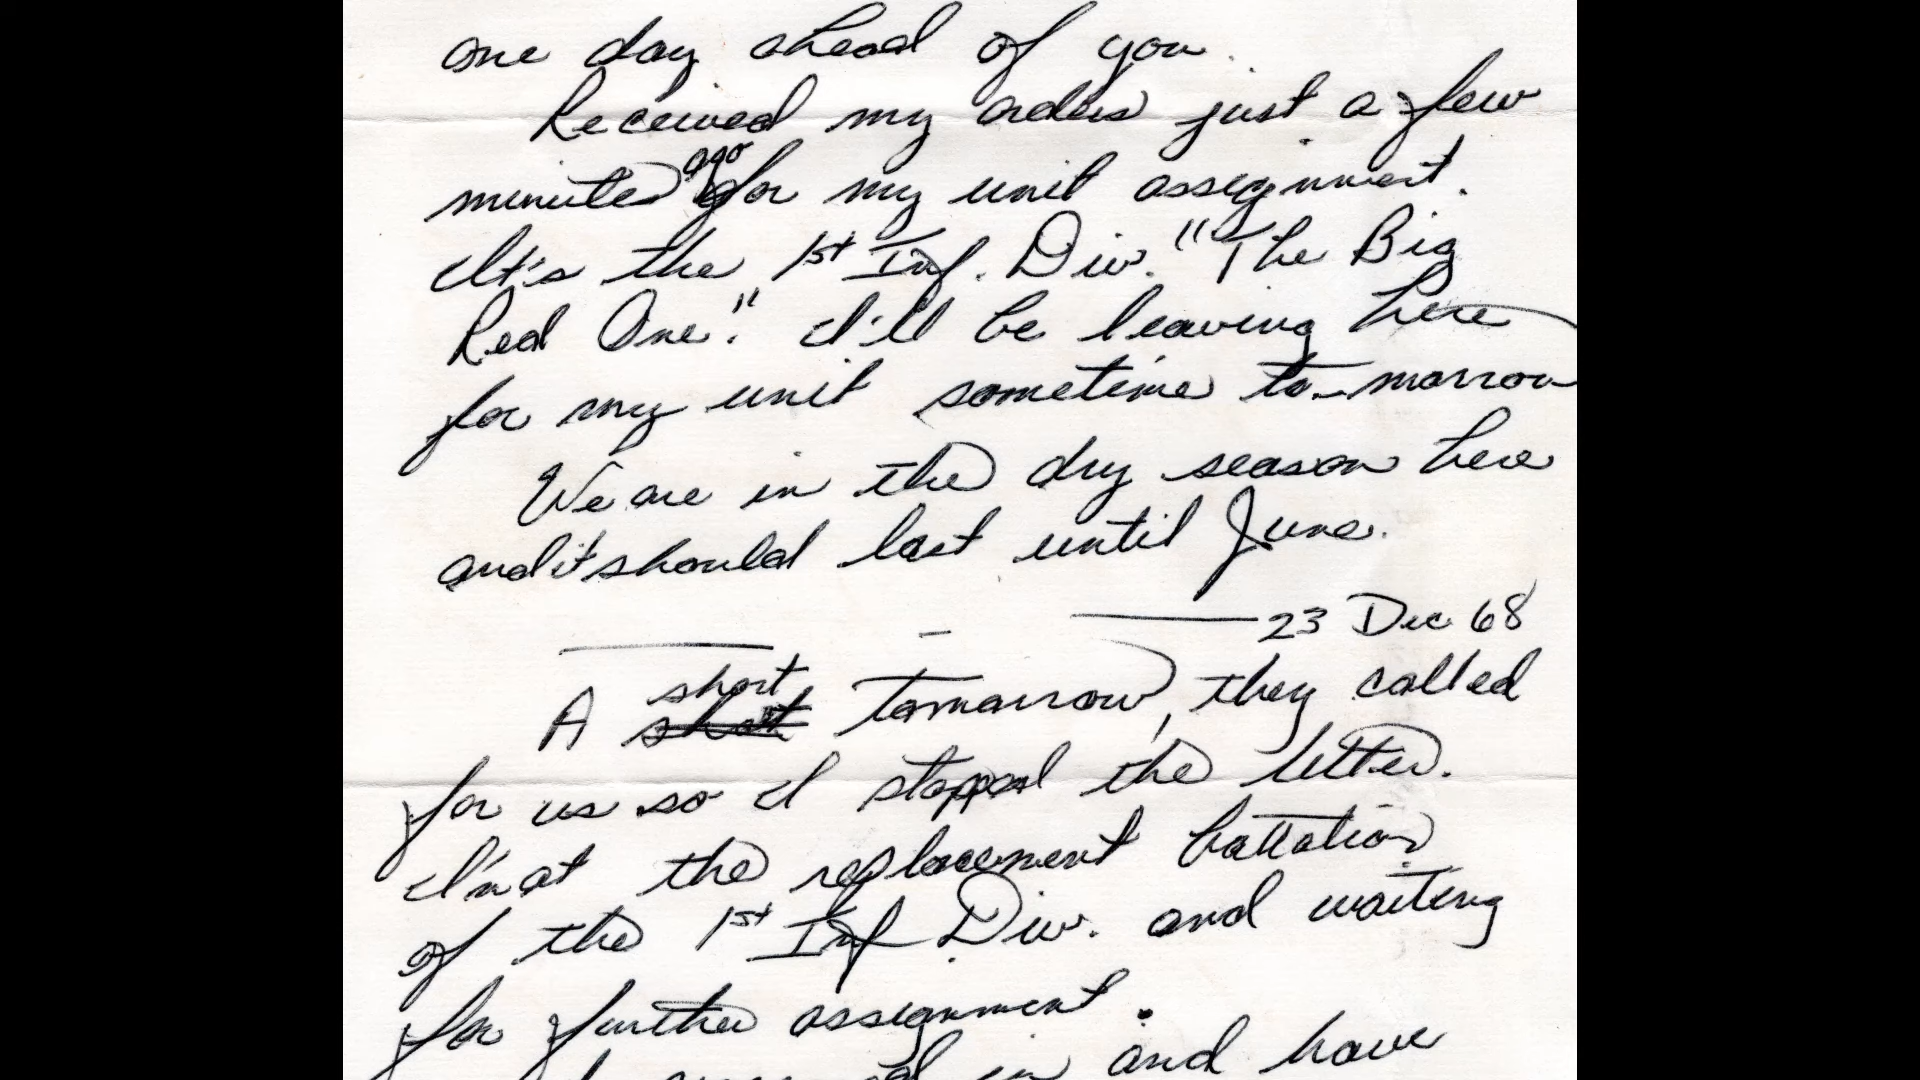 one day ahead of you.
Received my orders just a few
minutes ago for my unit assignment.
It's the 1st Inf. Div. "The Big
Red One." I'll be leaving here
for my unit sometime to-morrow
We are in the dry season here
and it should last until June.
23 Dec 68
A short tomorrow, they called
for us so I stopped the letter.
I'm at the replacement battalion
of the 1st Inf Div. and waiting
for further assignment.
in and have